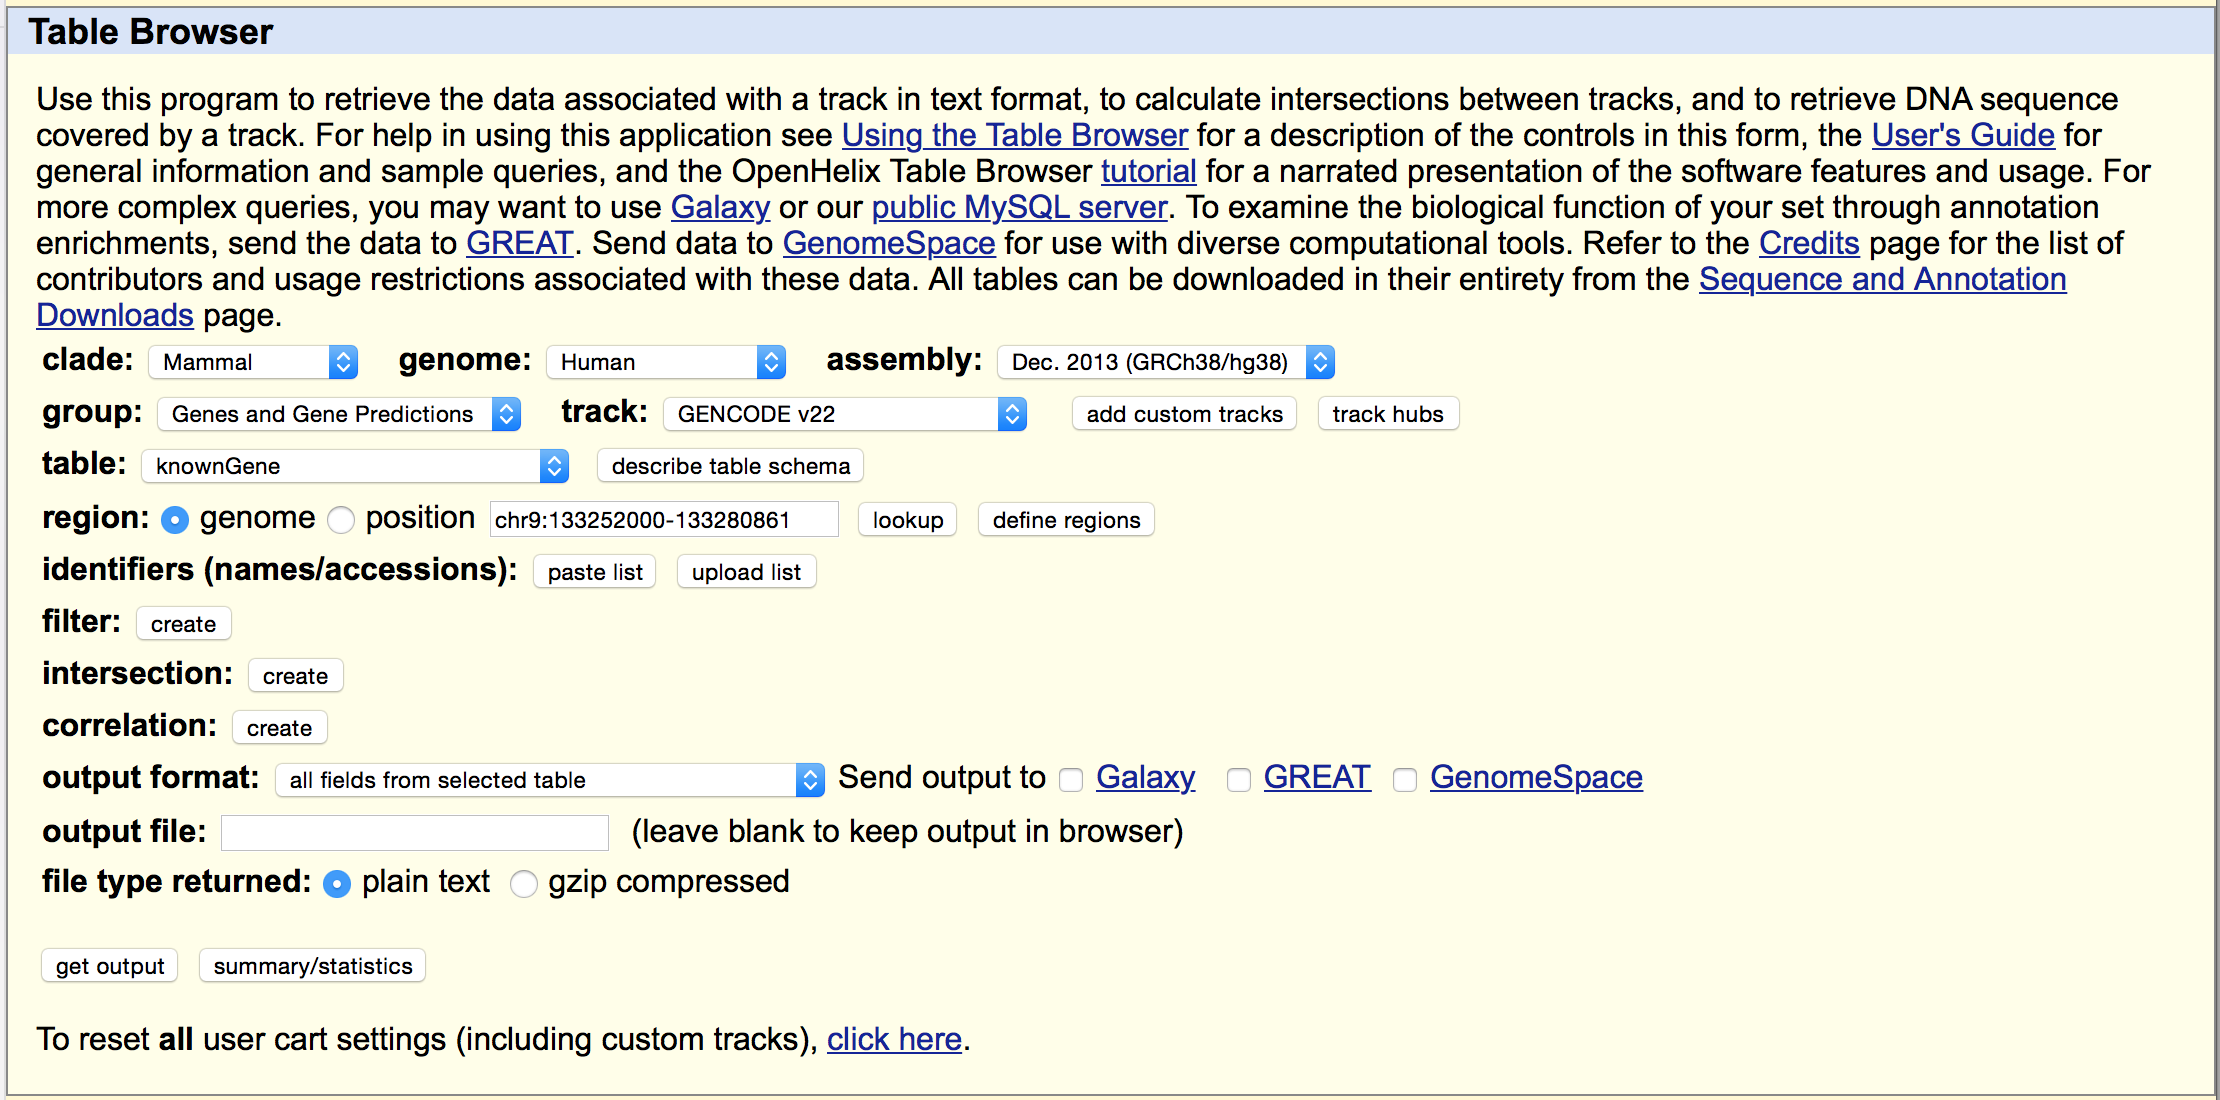 Table Browser
Use this program to retrieve the data associated with a track in text format, to calculate intersections between tracks, and to retrieve DNA sequence
covered by a track. For help in using this application see Using the Table Browser for a description of the controls in this form, the User's Guide for
general information and sample queries, and the OpenHelix Table Browser tutorial for a narrated presentation of the software features and usage. For
more complex queries, you may want to use Galaxy or our public MySQL server. To examine the biological function of your set through annotation
enrichments, send the data to GREAT. Send data to GenomeSpace for use with diverse computational tools. Refer to the Credits page for the list of
contributors and usage restrictions associated with these data. All tables can be downloaded in their entirety from the Sequence and Annotation
Downloads page.
clade: Mammal genome: Human assembly: Dec. 2013 (GRCh38/hg38)
group: Genes and Gene Predictions track: GENCODE v22 add custom tracks track hubs
table: knownGene describe table schema
region: genome position chr9:133252000-133280861 lookup define regions
identifiers (names/accessions): paste list upload list
filter: create
intersection: create
correlation: create
output format: all fields from selected table Send output to Galaxy GREAT GenomeSpace
output file: (leave blank to keep output in browser)
file type returned: plain text gzip compressed
get output summary/statistics
To reset all user cart settings (including custom tracks), click here.